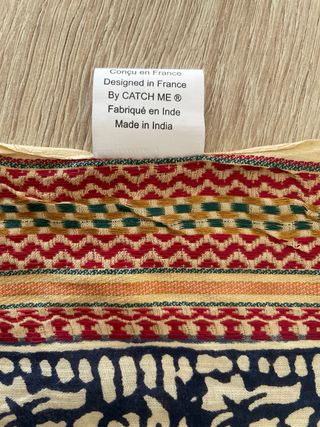 Conçu en France
Designed in France
By CATCH ME ®
Fabriqué en Inde
Made in India